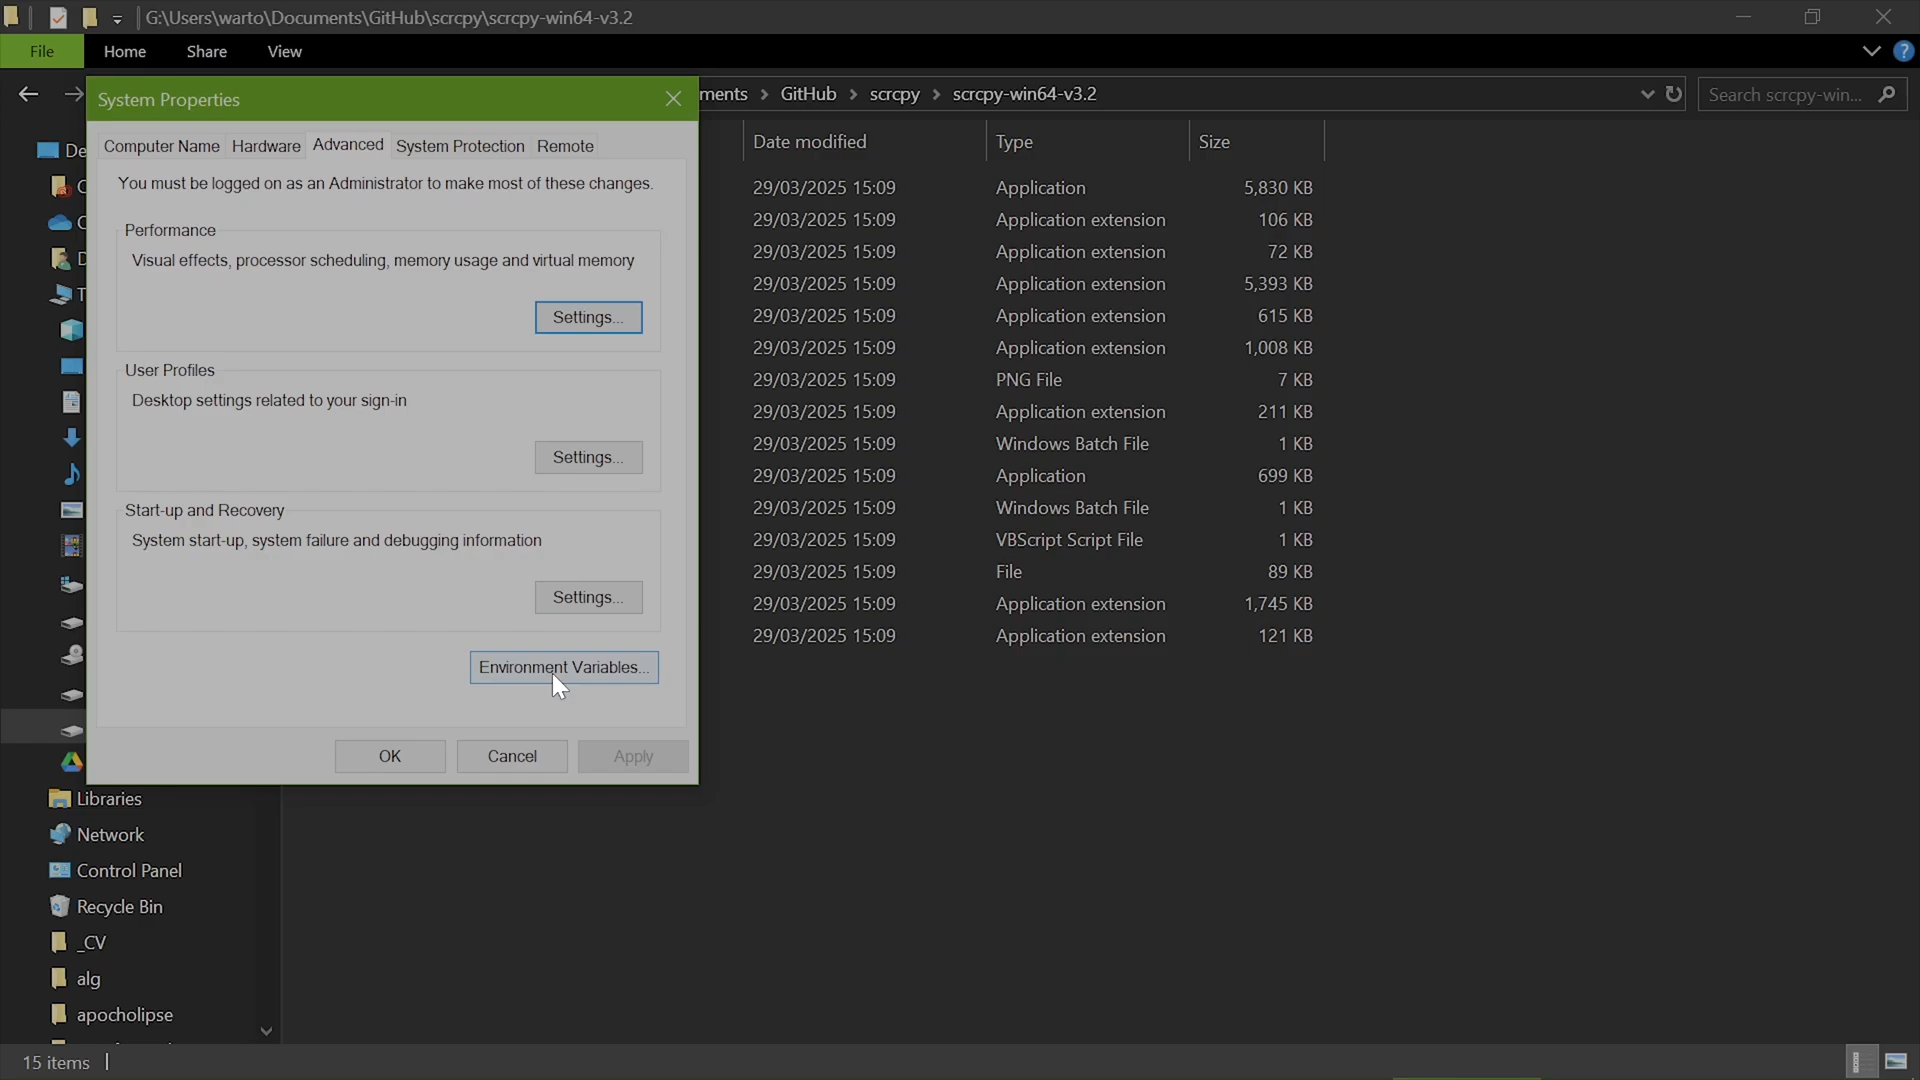 G:\Users\warto\Documents\GitHub\scrcpy\scrcpy-win64-v3.2
File
Home
Share
View
System Properties
ments > GitHub > scrcpy > scrcpy-win64-v3.2
Search scrcpy-win...
Computer Name
Hardware
Advanced
System Protection
Remote
You must be logged on as an Administrator to make most of these changes.
Performance
Visual effects, processor scheduling, memory usage and virtual memory
Settings...
User Profiles
Desktop settings related to your sign-in
Settings...
Start-up and Recovery
System start-up, system failure and debugging information
Settings...
Environment Variables...
OK
Cancel
Apply
Date modified Type Size
29/03/2025 15:09 Application 5,830 KB
29/03/2025 15:09 Application extension 106 KB
29/03/2025 15:09 Application extension 72 KB
29/03/2025 15:09 Application extension 5,393 KB
29/03/2025 15:09 Application extension 615 KB
29/03/2025 15:09 Application extension 1,008 KB
29/03/2025 15:09 PNG File 7 KB
29/03/2025 15:09 Application extension 211 KB
29/03/2025 15:09 Windows Batch File 1 KB
29/03/2025 15:09 Application 699 KB
29/03/2025 15:09 Windows Batch File 1 KB
29/03/2025 15:09 VBScript Script File 1 KB
29/03/2025 15:09 File 89 KB
29/03/2025 15:09 Application extension 1,745 KB
29/03/2025 15:09 Application extension 121 KB
De
Libraries
Network
Control Panel
Recycle Bin
_CV
alg
apocholipse
15 items